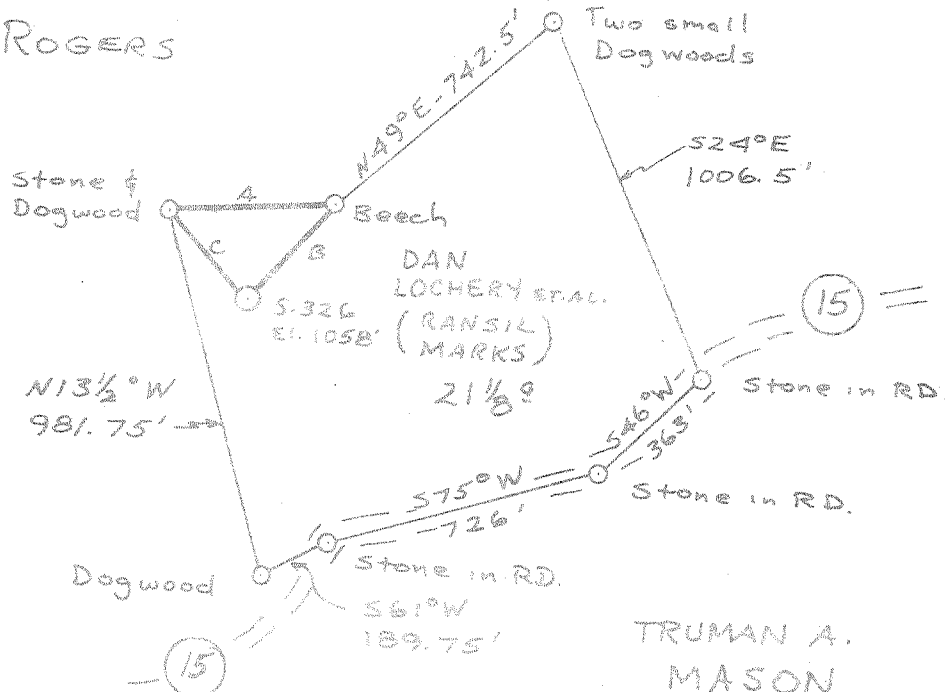 ROGERS
Two small
Dogwoods
N49°E-742.5'
S24°E
1006.5'
Stone &
Dogwood
A
Beech
C
B
S-326
El. 1058'
DAN
LOCHERY ET.AL.
(RANSIL
MARKS)
21 1/8 a
15
N13½°W
981.75'
Stone in RD.
S46°W
363'
Stone in RD.
S75°W
726'
Stone in RD.
Dogwood
S61°W
189.75'
15
TRUMAN A.
MASON